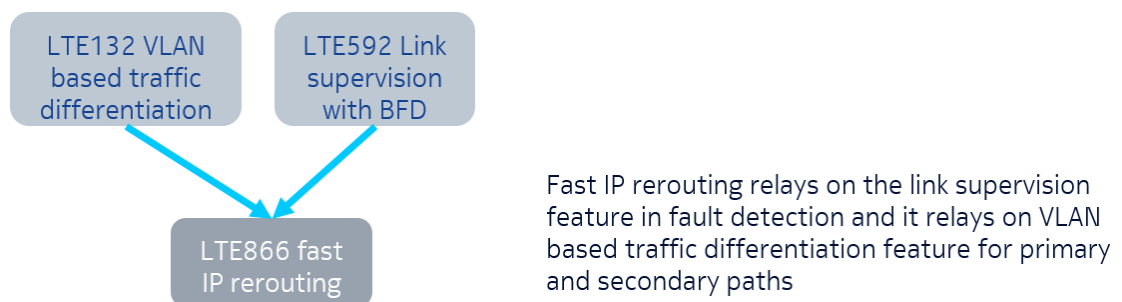 LTE132 VLAN
based traffic
differentiation
LTE592 Link
supervision
with BFD
LTE866 fast
IP rerouting
Fast IP rerouting relays on the link supervision
feature in fault detection and it relays on VLAN
based traffic differentiation feature for primary
and secondary paths